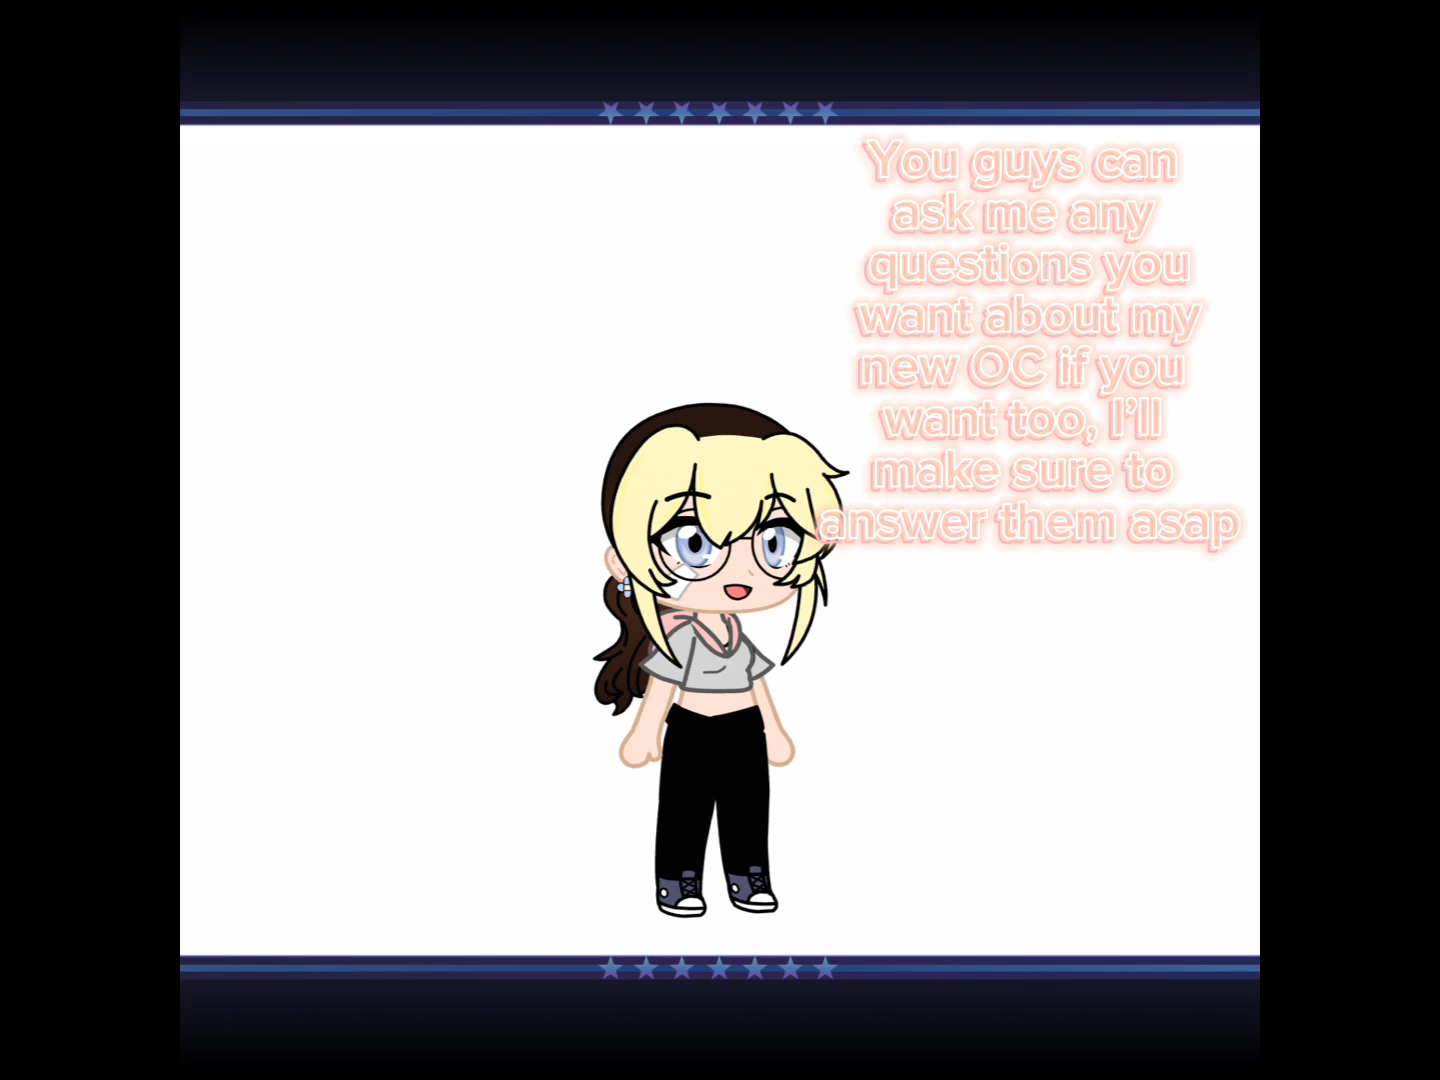 You guys can
ask me any
questions you
want about my
new OC if you
want too, I'll
make sure to
answer them asap